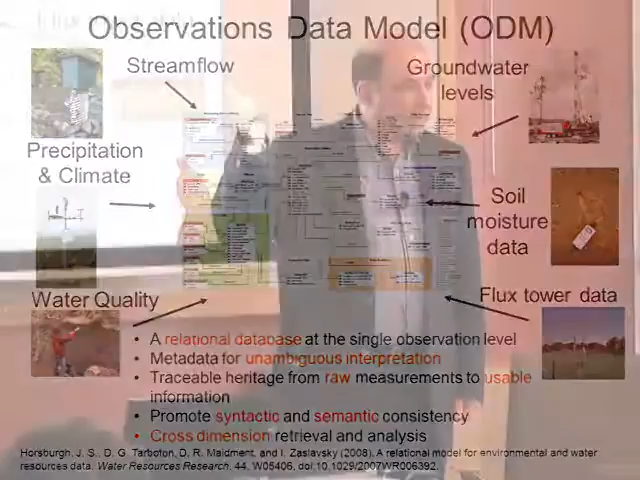 Observations Data Model (ODM)
Streamflow
Groundwater
levels
Precipitation
& Climate
Soil
moisture
data
Water Quality
Flux tower data
• A relational database at the single observation level
• Metadata for unambiguous interpretation
• Traceable heritage from raw measurements to usable
information
• Promote syntactic and semantic consistency
• Cross dimension retrieval and analysis
Horsburgh, J. S., D. G. Tarboton, D. R. Maidment, and I. Zaslavsky (2008), A relational model for environmental and water
resources data, Water Resources Research, 44, W05406, doi:10.1029/2007WR006392.